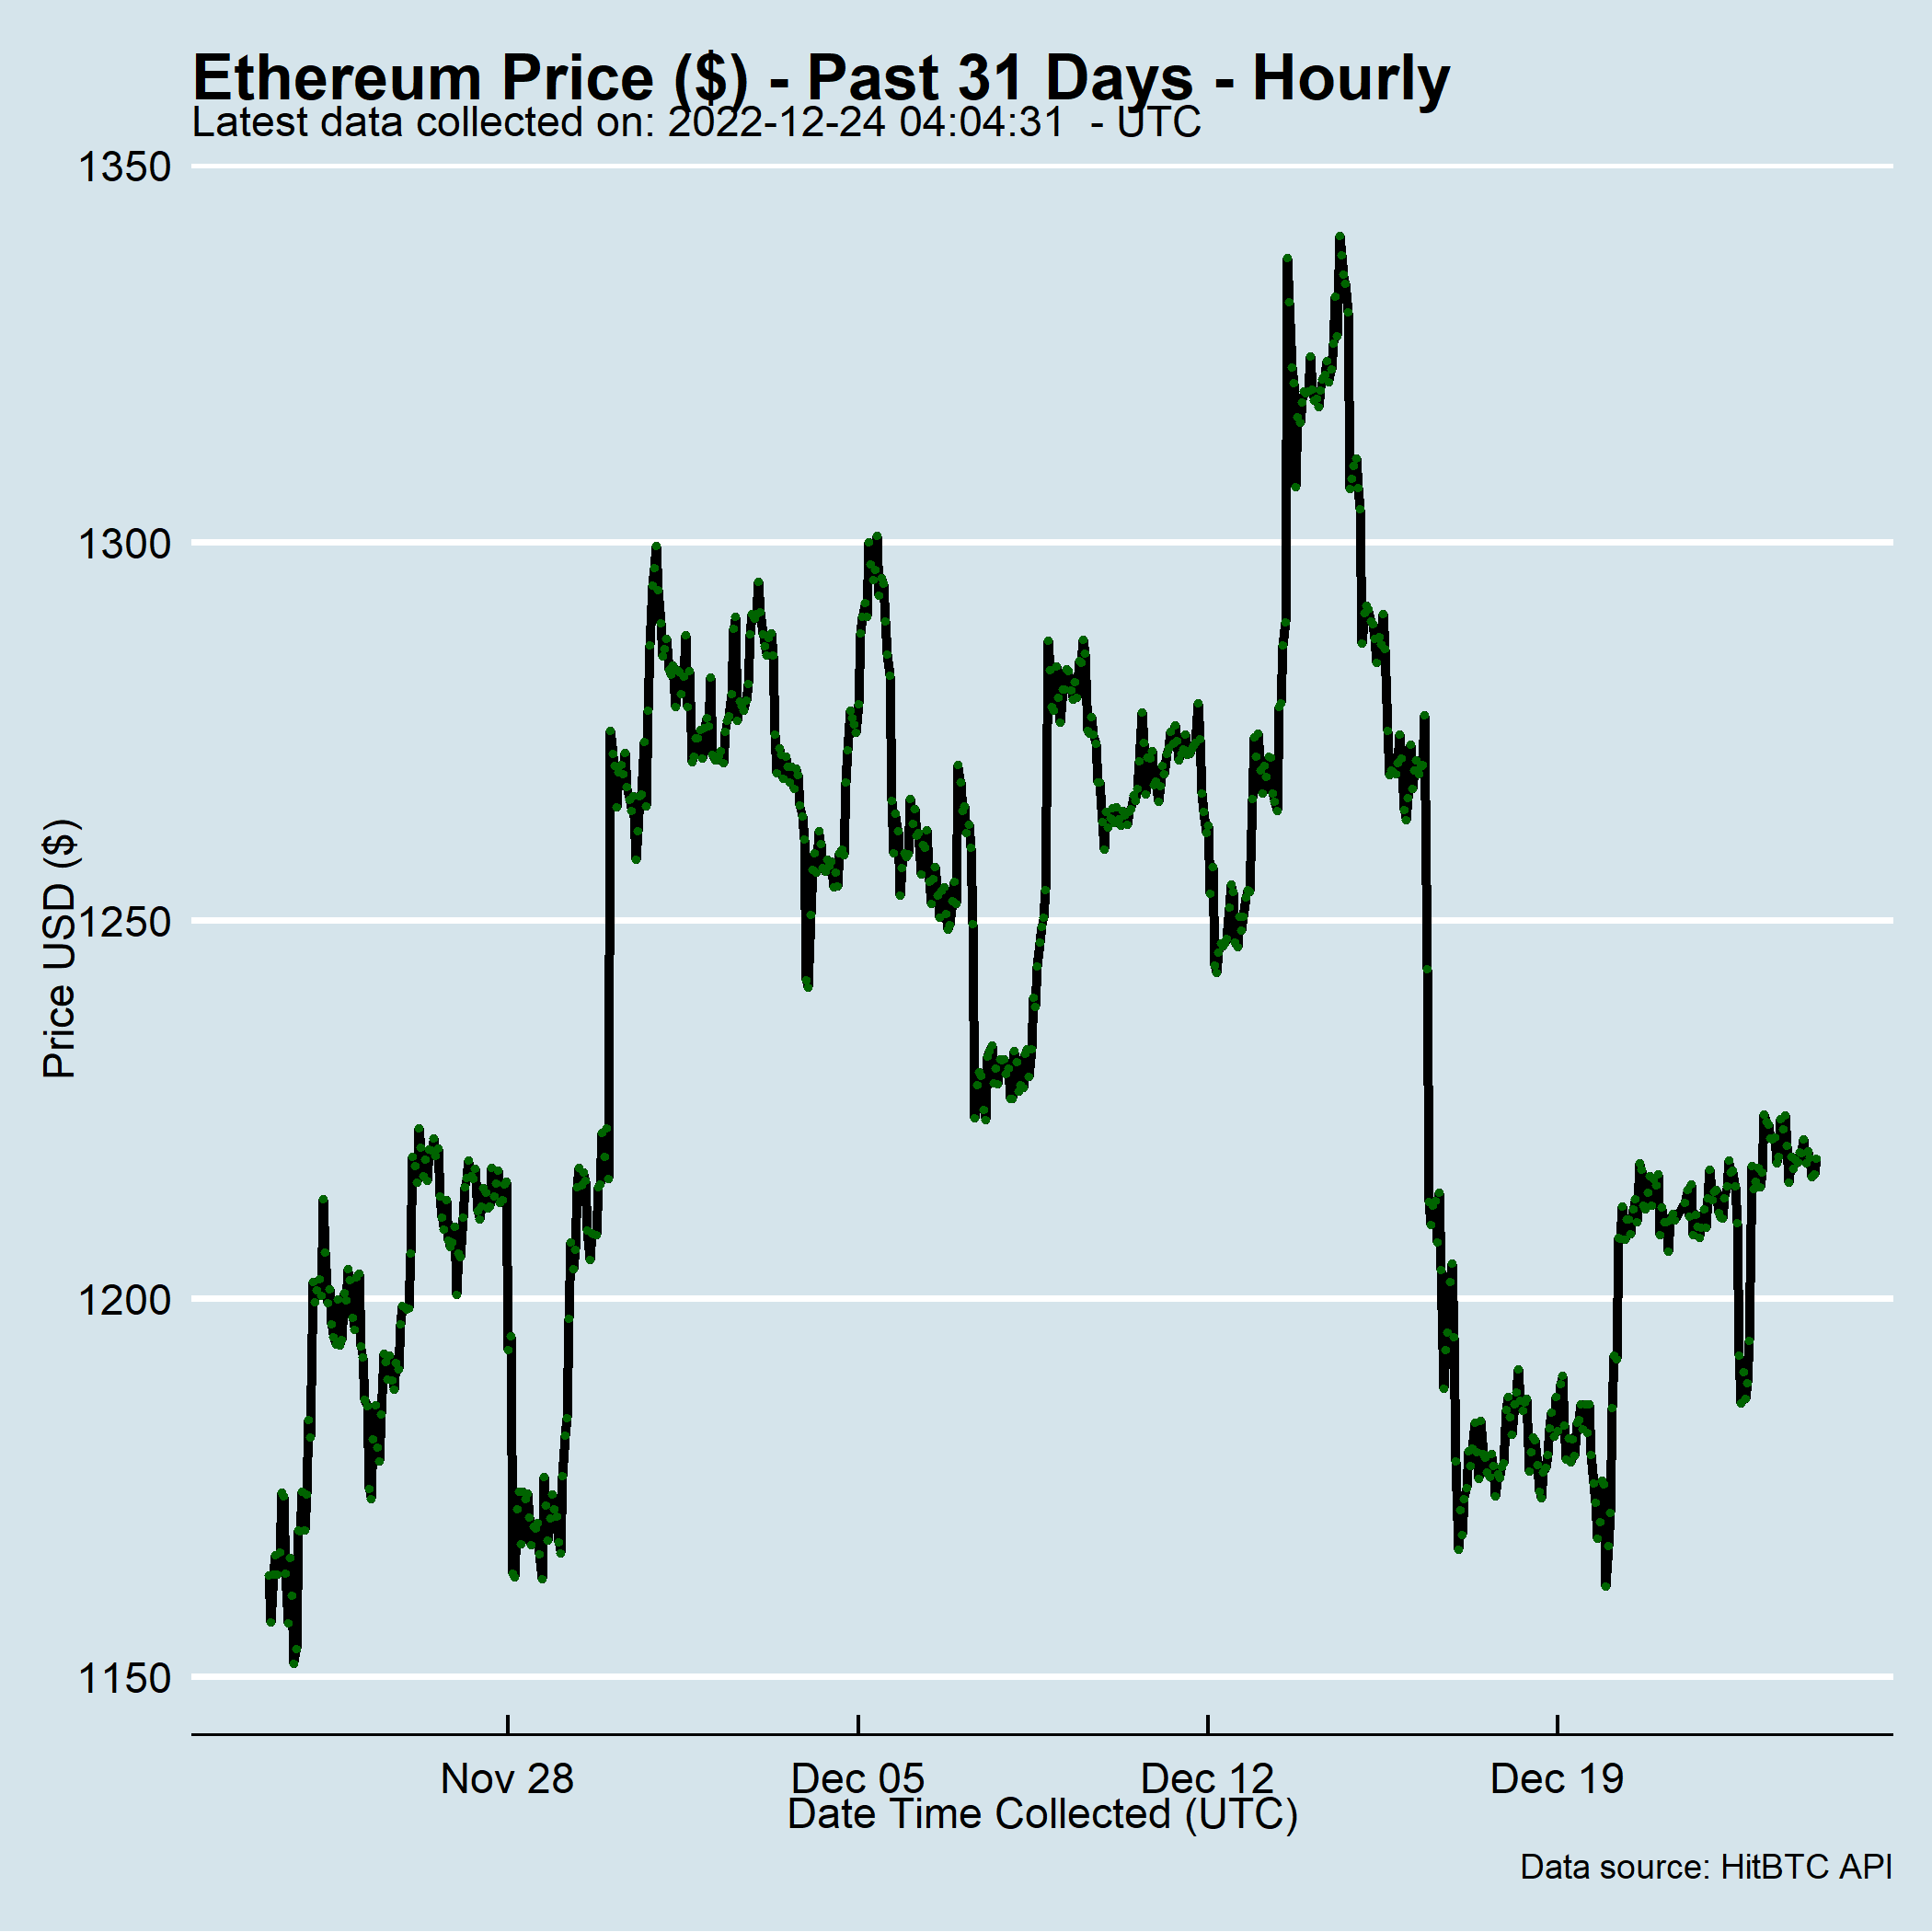 Ethereum Price ($) - Past 31 Days - Hourly
Latest data collected on: 2022-12-24 04:04:31  - UTC
1350
1300
1250
1200
1150
Price USD ($)
Nov 28
Dec 05
Dec 12
Dec 19
Date Time Collected (UTC)
Data source: HitBTC API